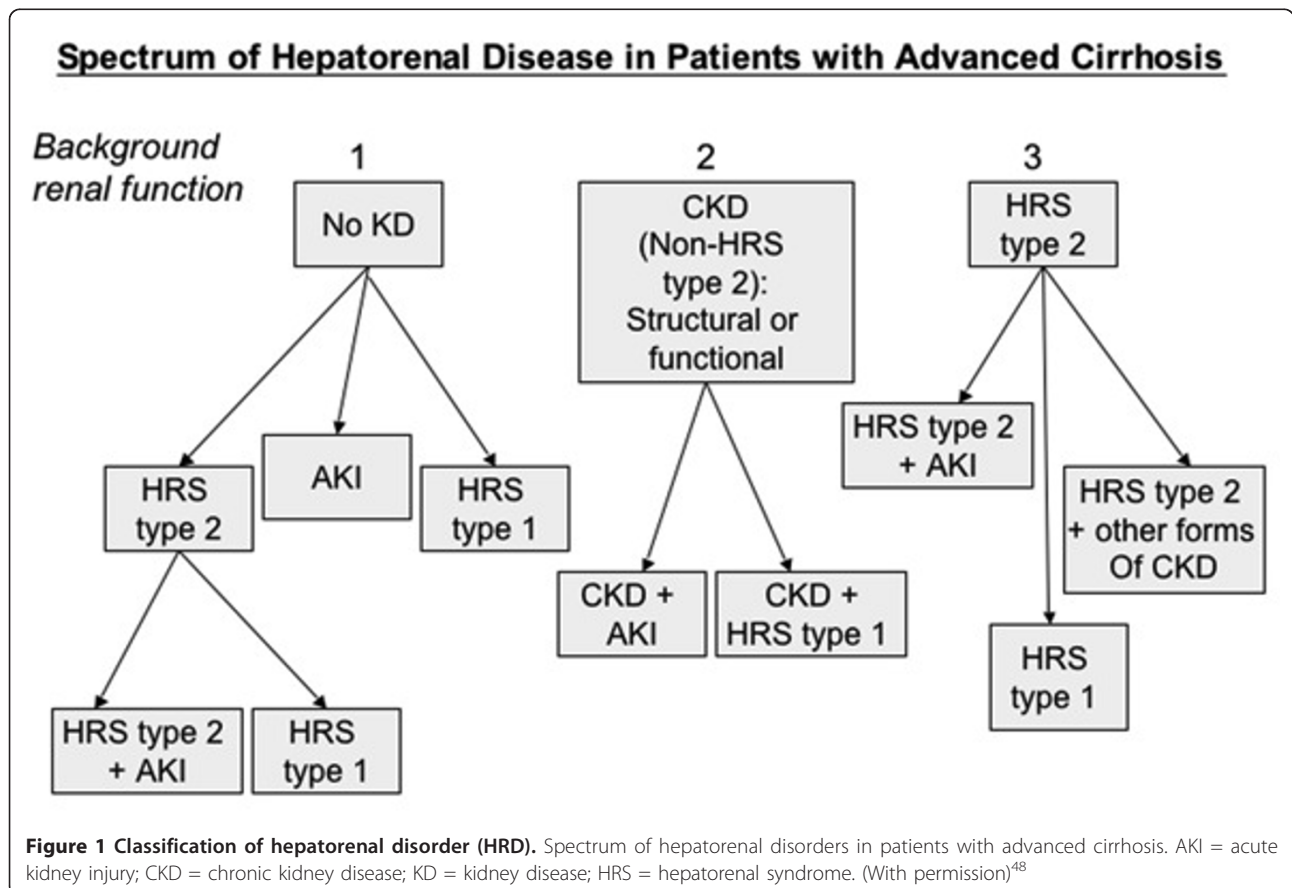 Spectrum of Hepatorenal Disease in Patients with Advanced Cirrhosis
Background
renal function
1
No KD
2
CKD
(Non-HRS
type 2):
Structural or
functional
3
HRS
type 2
HRS
type 2
AKI
HRS
type 1
HRS type 2
+ AKI
HRS
type 1
CKD +
AKI
CKD +
HRS type 1
HRS type 2
+ AKI
HRS
type 1
HRS type 2
+ other forms
Of CKD
Figure 1 Classification of hepatorenal disorder (HRD). Spectrum of hepatorenal disorders in patients with advanced cirrhosis. AKI = acute
kidney injury; CKD = chronic kidney disease; KD = kidney disease; HRS = hepatorenal syndrome. (With permission)48